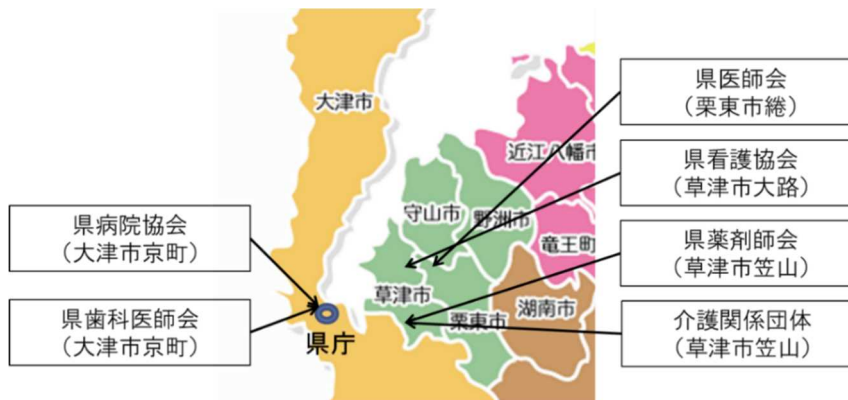 県病院協会
（大津市京町）
県歯科医師会
（大津市京町）
大津市
県庁
守山市
野洲市
草津市
栗東市
近江八幡市
竜王町
湖南市
県医師会
（栗東市綣）
県看護協会
（草津市大路）
県薬剤師会
（草津市笠山）
介護関係団体
（草津市笠山）